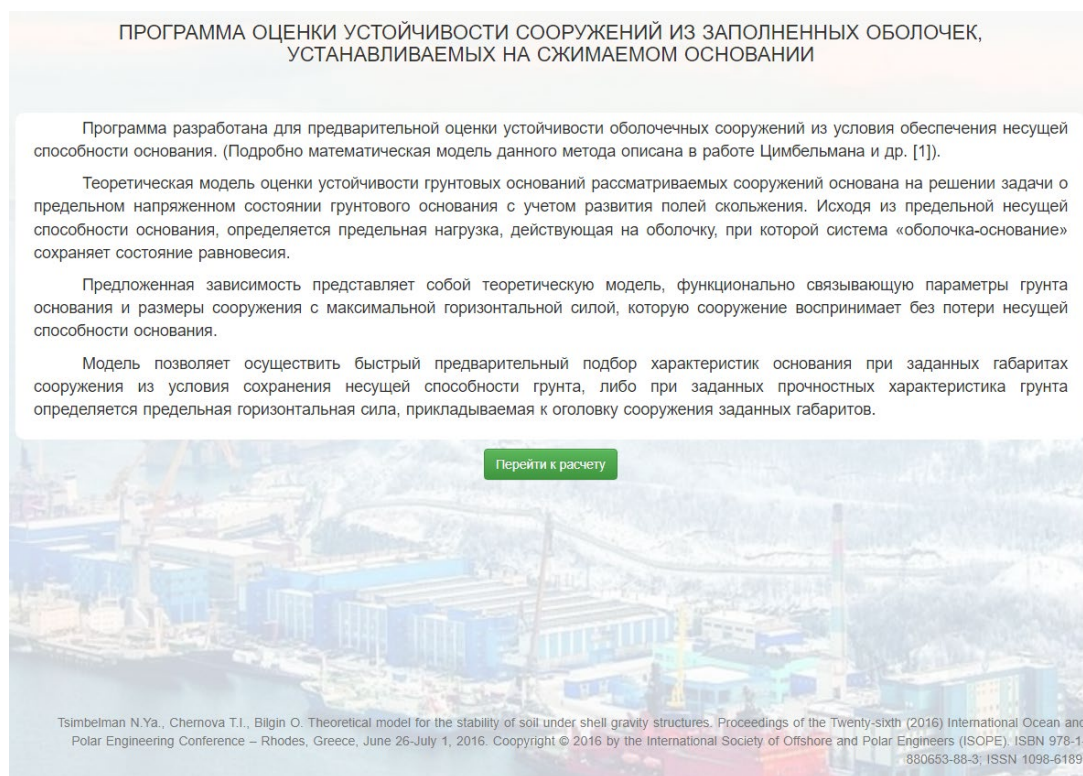 ПРОГРАММА ОЦЕНКИ УСТОЙЧИВОСТИ СООРУЖЕНИЙ ИЗ ЗАПОЛНЕННЫХ ОБОЛОЧЕК,
УСТАНАВЛИВАЕМЫХ НА СЖИМАЕМОМ ОСНОВАНИИ
Программа разработана для предварительной оценки устойчивости оболочечных сооружений из условия обеспечения несущей
способности основания. (Подробно математическая модель данного метода описана в работе Цимбельмана и др. [1]).
Теоретическая модель оценки устойчивости грунтовых оснований рассматриваемых сооружений основана на решении задачи о
предельном напряженном состоянии грунтового основания с учетом развития полей скольжения. Исходя из предельной несущей
способности основания, определяется предельная нагрузка, действующая на оболочку, при которой система «оболочка-основание»
сохраняет состояние равновесия.
Предложенная зависимость представляет собой теоретическую модель, функционально связывающую параметры грунта
основания и размеры сооружения с максимальной горизонтальной силой, которую сооружение воспринимает без потери несущей
способности основания.
Модель позволяет осуществить быстрый предварительный подбор характеристик основания при заданных габаритах
сооружения из условия сохранения несущей способности грунта, либо при заданных прочностных характеристика грунта
определяется предельная горизонтальная сила, прикладываемая к оголовку сооружения заданных габаритов.
Перейти к расчету
Tsimbelman N.Ya., Chernova T.I., Bilgin O. Theoretical model for the stability of soil under shell gravity structures. Proceedings of the Twenty-sixth (2016) International Ocean and
Polar Engineering Conference – Rhodes, Greece, June 26-July 1, 2016. Coopyright © 2016 by the International Society of Offshore and Polar Engineers (ISOPE). ISBN 978-1-
880653-88-3; ISSN 1098-6189